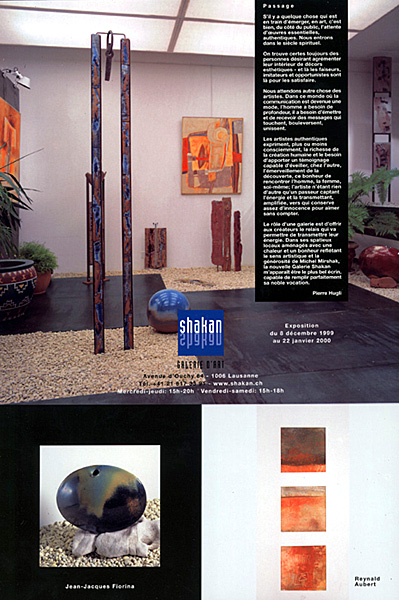 Passage
S'il y a quelque chose qui est
en train d'émerger, en art, c'est
bien, du côté du public, l'attente
d'œuvres essentielles,
authentiques. Nous entrons
dans le siècle spirituel.
On trouve certes toujours des
personnes désirant agrémenter
leur intérieur de décors
esthétiques - et là les faiseurs,
imitateurs et opportunistes sont
là pour les satisfaire.
Nous attendons autre chose des
artistes. Dans ce monde où la
communication est devenue une
mode, l'homme a besoin de
profondeur, il a besoin d'émettre
et de recevoir des messages qui
touchent, bouleversent,
unissent.
Les artistes authentiques
expriment, plus ou moins
consciemment, la richesse de
la création humaine et le besoin
d'apporter un témoignage
capable d'éveiller, chez l'autre,
l'émerveillement de la
découverte, ce bonheur de
rencontrer l'homme, la femme,
soi-même; l'artiste n'étant rien
d'autre qu'un passeur captant
l'énergie et la transmettant,
amplifiée, vers qui conserve
assez d'innocence pour aimer
sans compter.
Le rôle d'une galerie est d'offrir
aux créateurs le relais qui va
permettre de transmettre leur
énergie. Dans ses spatieux
locaux aménagés avec une
chaleur et un bonheur reflétant
le sens artistique et la
générosité de Michel Mirshak,
la nouvelle Galerie Shakan
m'apparaît être le plus bel écrin,
capable de remplir parfaitement
sa noble vocation.
Pierre Hugli
shakan
GALERIE D'ART
Exposition
du 8 décembre 1999
au 22 janvier 2000
Avenue d'Ouchy - 1006 Lausanne
Tél. +41 21 - www.shakan.ch
Mercredi-jeudi: 15h-20h Vendredi-samedi: 15h-18h
Jean-Jacques Fiorina
Reynald
Aubert